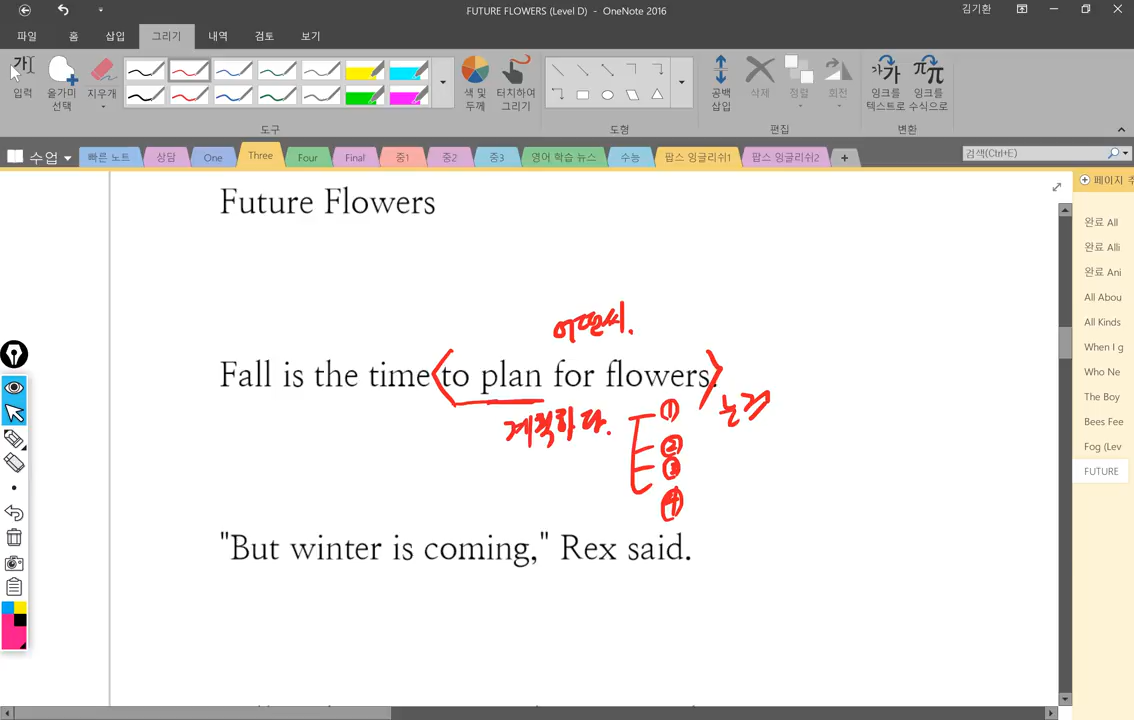 FUTURE FLOWERS (Level D) - OneNote 2016
김기환
파일 홈 삽입 그리기 내역 검토 보기
입력 올가미 선택 지우개 색 및 두께 터치하여 그리기 공백 삽입 삭제 정렬 회전 잉크를 텍스트로 잉크를 수식으로
도구 도형 편집 변환
수업 빠른 노트 상담 One Three Four Final 중1 중2 중3 영어 학습 뉴스 수능 팝스 잉글리쉬1 팝스 잉글리쉬2
검색(Ctrl+E)
페이지 추
완료 All
완료 Alli
완료 Ani
All Abou
All Kinds
When I g
Who Ne
The Boy
Bees Fee
Fog (Lev
FUTURE
Future Flowers
어떤씨.
Fall is the time to plan for flowers.
계획하다.
①
②
③
④
"But winter is coming," Rex said.